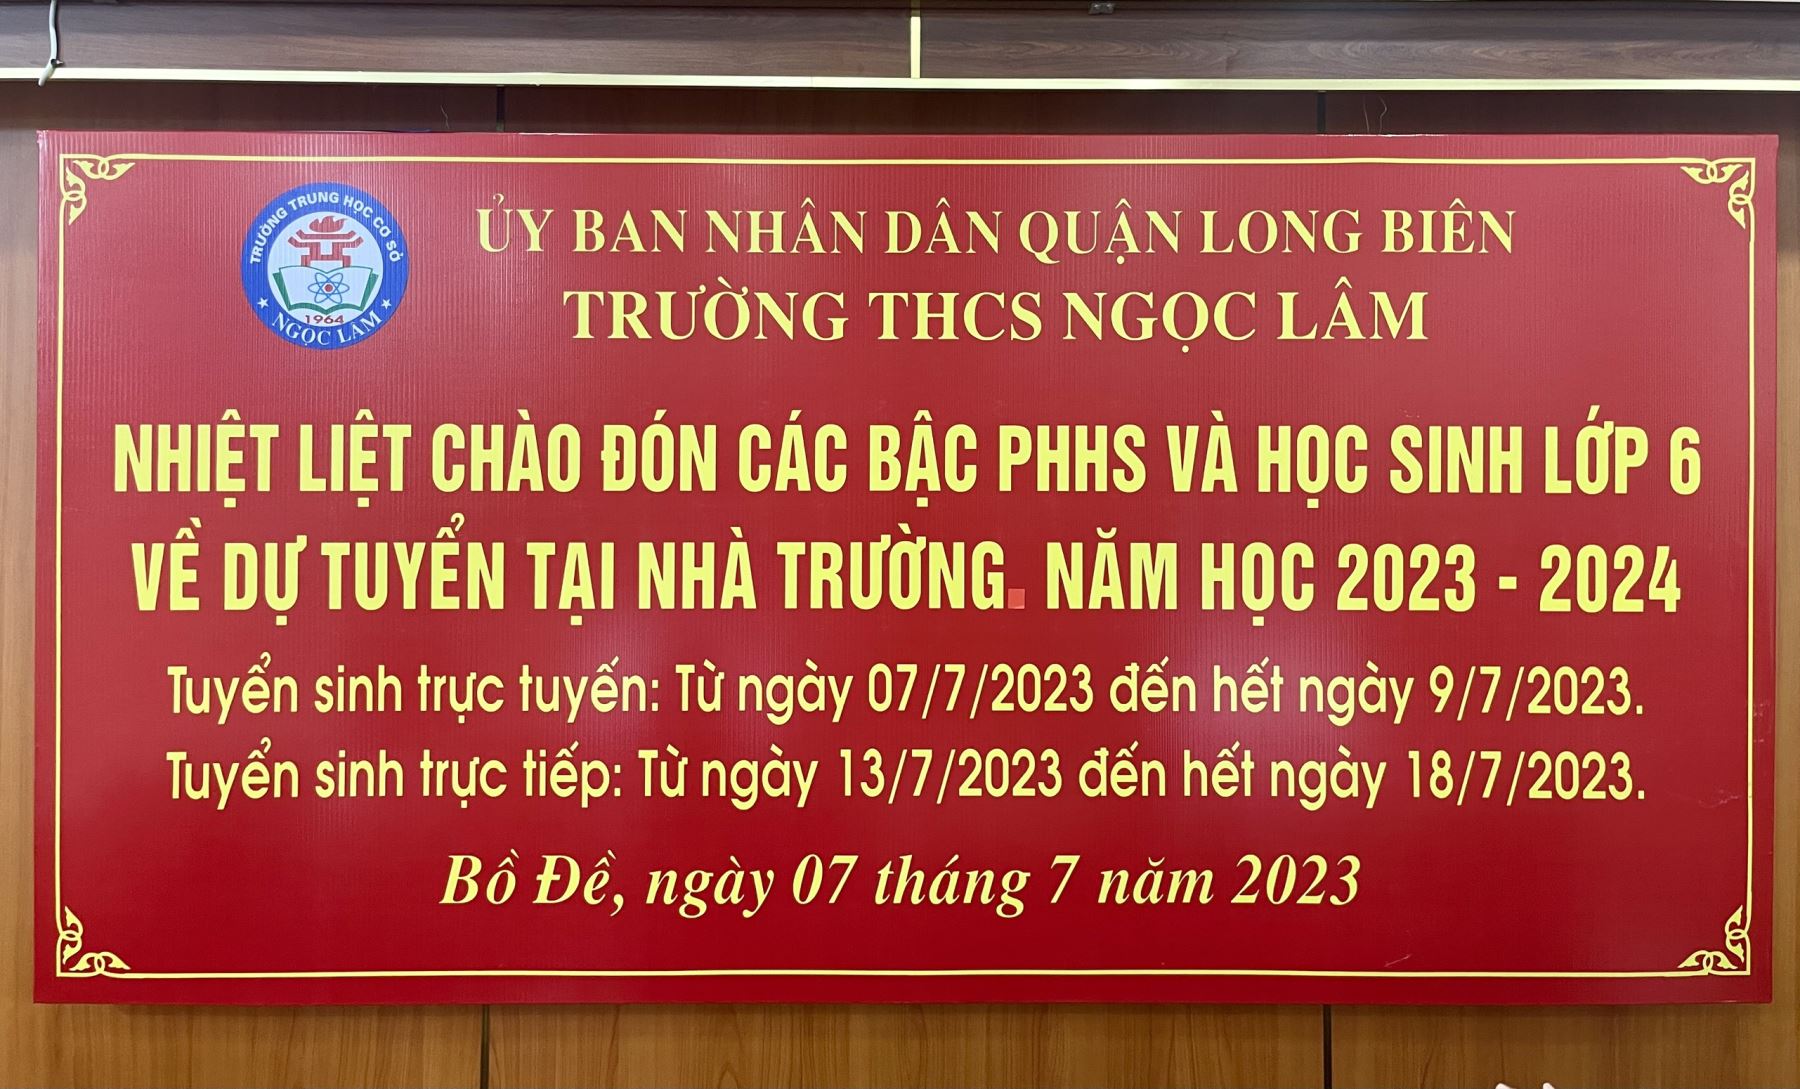 TRƯỜNG TRUNG HỌC CƠ SỞ
1964
NGỌC LÂM
ỦY BAN NHÂN DÂN QUẬN LONG BIÊN
TRƯỜNG THCS NGỌC LÂM
NHIỆT LIỆT CHÀO ĐÓN CÁC BẬC PHHS VÀ HỌC SINH LỚP 6
VỀ DỰ TUYỂN TẠI NHÀ TRƯỜNG. NĂM HỌC 2023 - 2024
Tuyển sinh trực tuyến: Từ ngày 07/7/2023 đến hết ngày 9/7/2023.
Tuyển sinh trực tiếp: Từ ngày 13/7/2023 đến hết ngày 18/7/2023.
Bồ Đề, ngày 07 tháng 7 năm 2023